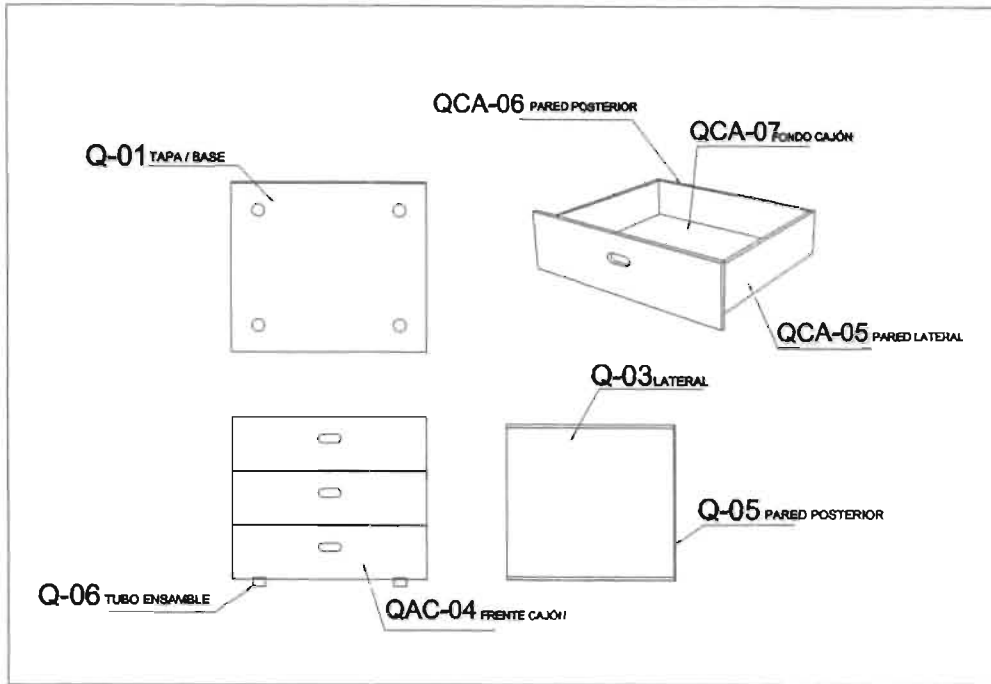 QCA-06 PARED POSTERIOR
QCA-07 FONDO CAJÓN
Q-01 TAPA / BASE
QCA-05 PARED LATERAL
Q-03 LATERAL
Q-05 PARED POSTERIOR
Q-06 TUBO ENSAMBLE
QAC-04 FRENTE CAJÓN